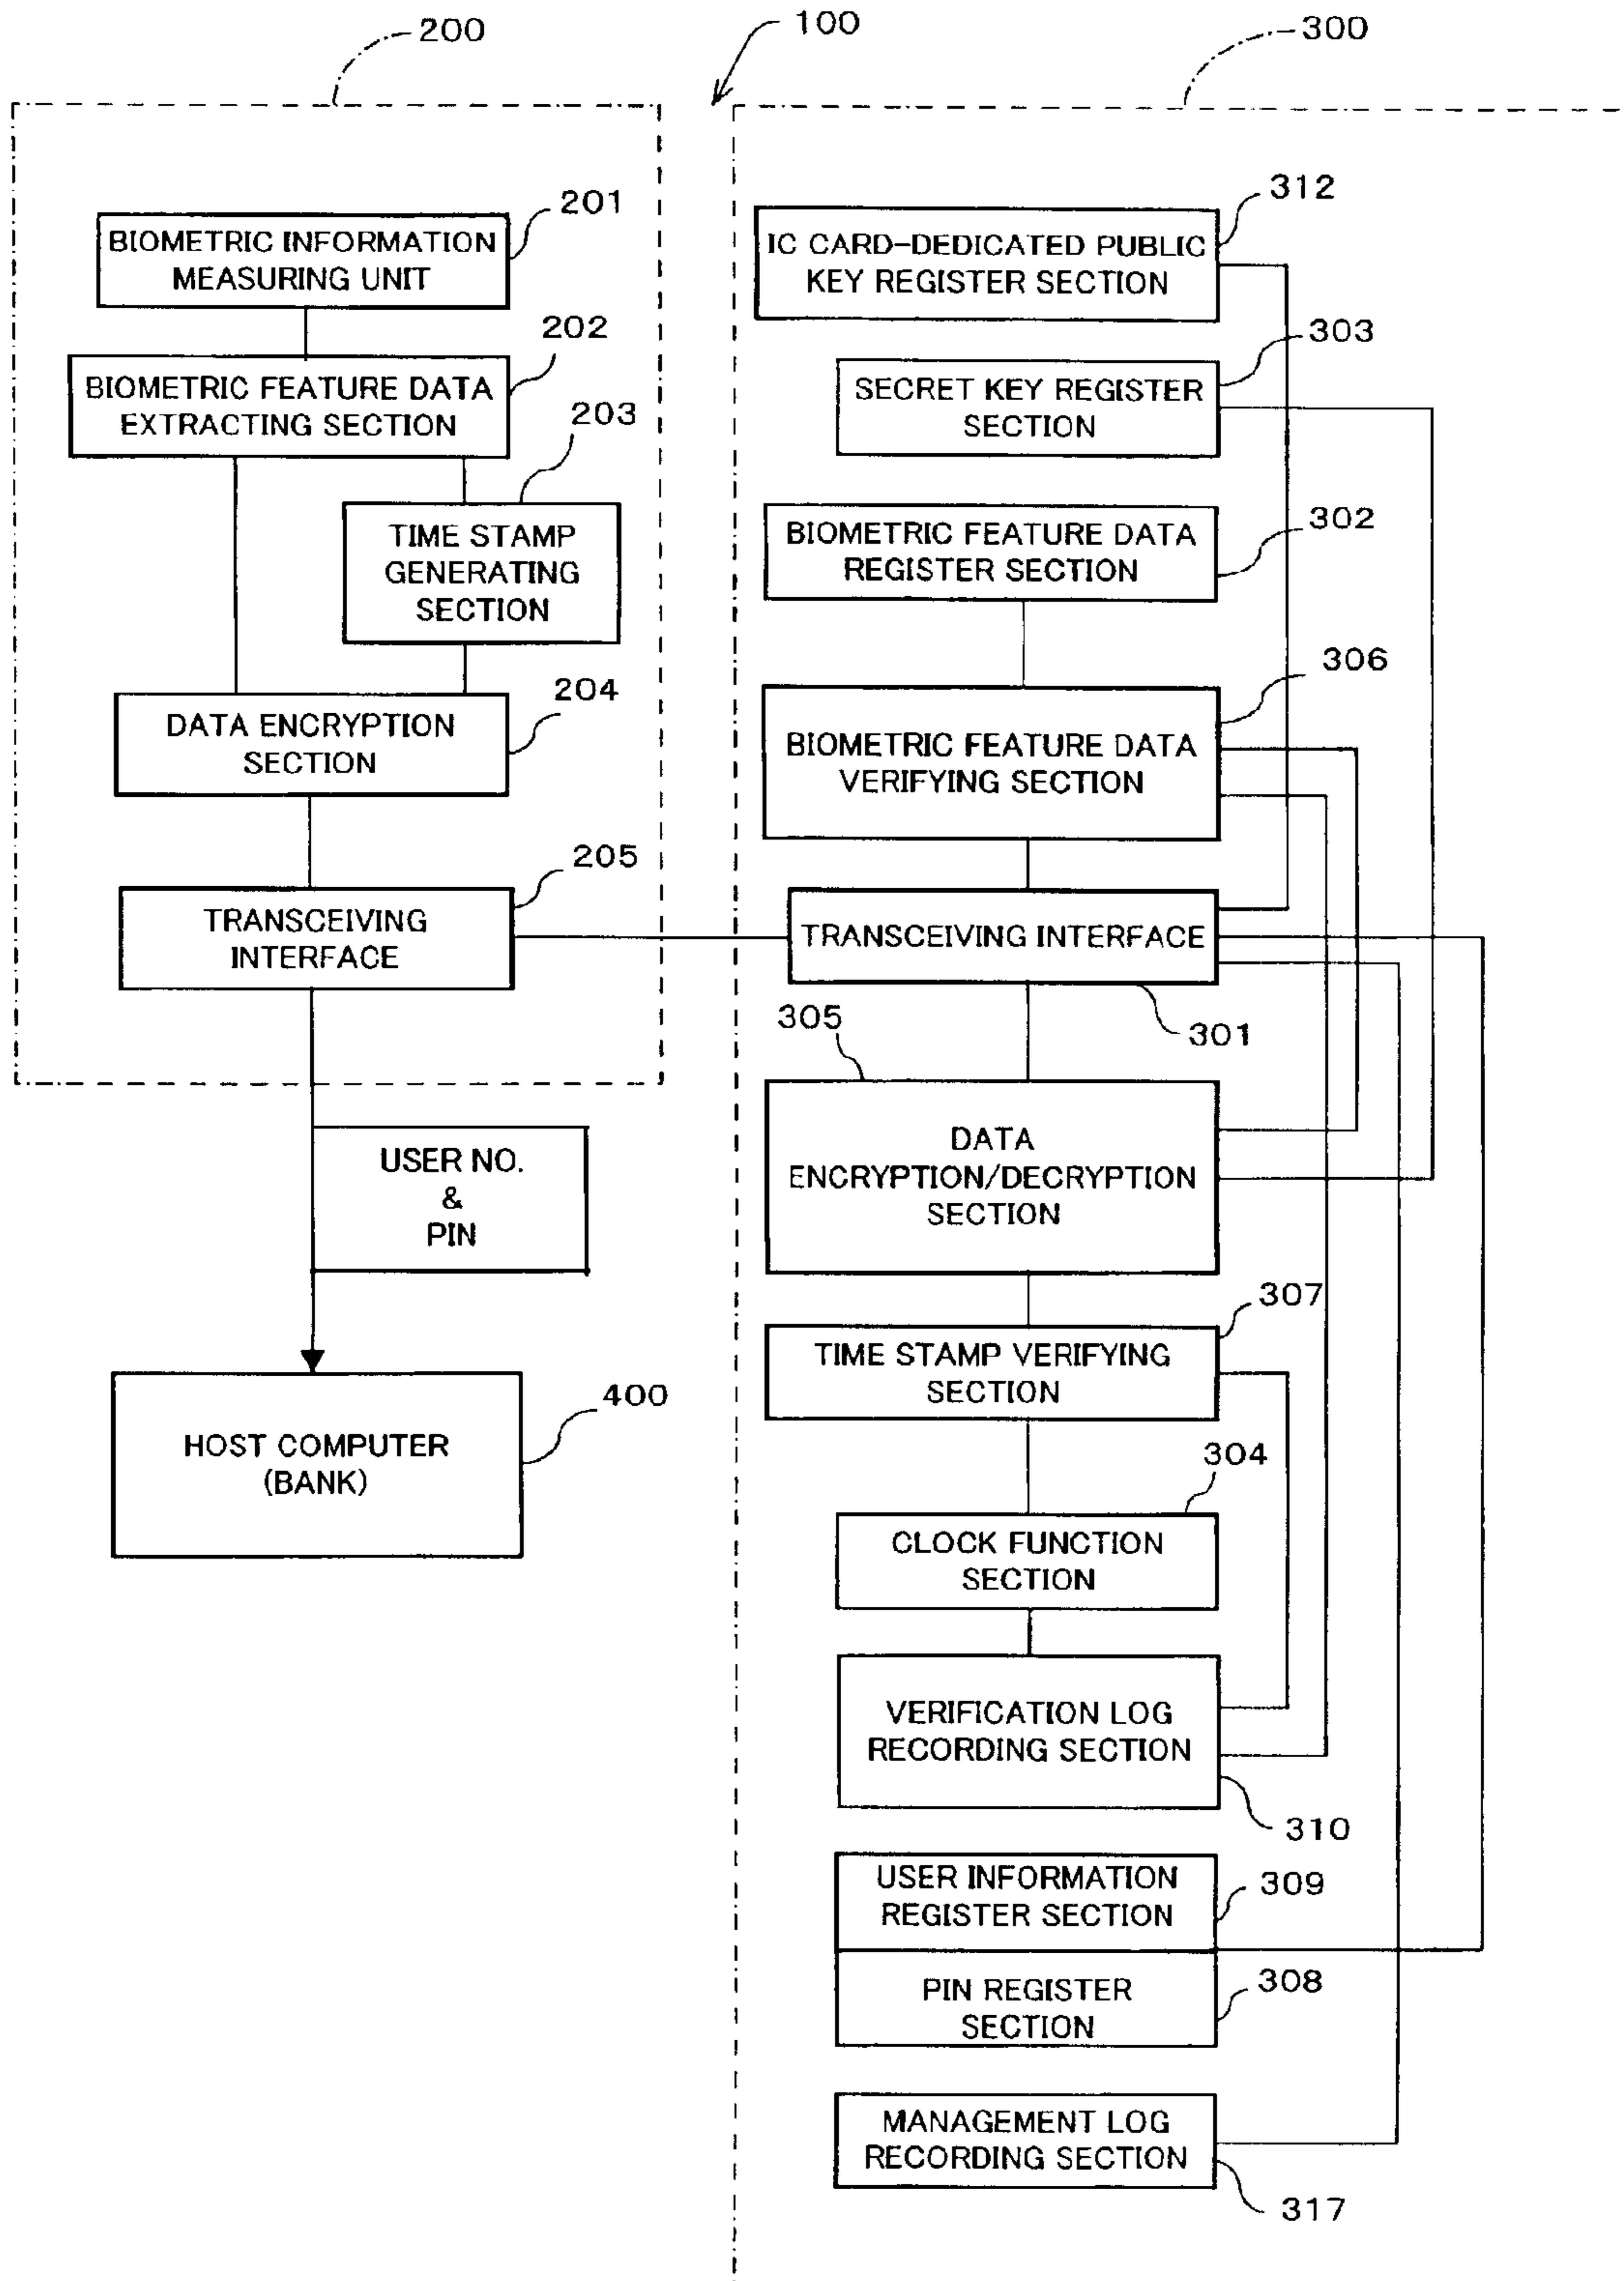 200
100
300
201
BIOMETRIC INFORMATION
MEASURING UNIT
202
BIOMETRIC FEATURE DATA
EXTRACTING SECTION
203
TIME STAMP
GENERATING
SECTION
204
DATA ENCRYPTION
SECTION
205
TRANSCEIVING
INTERFACE
USER NO.
&
PIN
400
HOST COMPUTER
(BANK)
312
IC CARD-DEDICATED PUBLIC
KEY REGISTER SECTION
303
SECRET KEY REGISTER
SECTION
302
BIOMETRIC FEATURE DATA
REGISTER SECTION
306
BIOMETRIC FEATURE DATA
VERIFYING SECTION
TRANSCEIVING INTERFACE
301
305
DATA
ENCRYPTION/DECRYPTION
SECTION
307
TIME STAMP VERIFYING
SECTION
304
CLOCK FUNCTION
SECTION
VERIFICATION LOG
RECORDING SECTION
310
USER INFORMATION
REGISTER SECTION
309
PIN REGISTER
SECTION
308
MANAGEMENT LOG
RECORDING SECTION
317